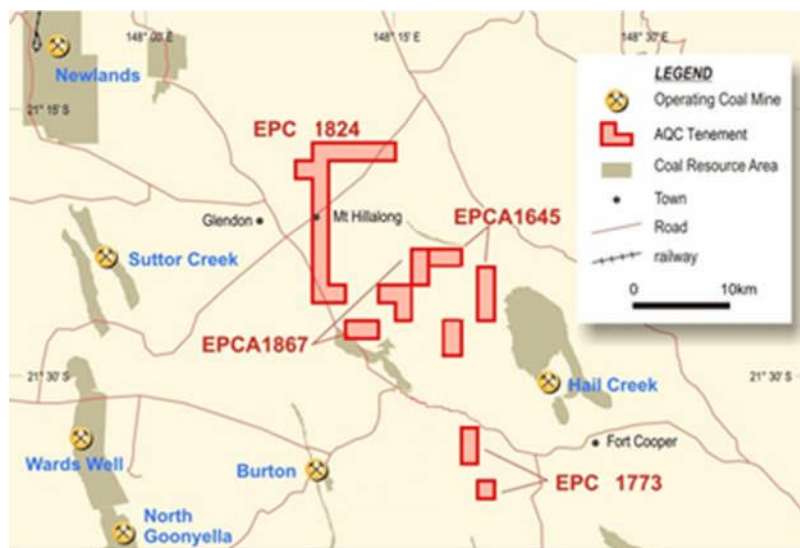 148° 00' E
148° 15' E
148° 30' E
Newlands
21° 15' S
EPC 1824
LEGEND
Operating Coal Mine
AQC Tenement
Coal Resource Area
Town
Road
railway
0 10km
Glendon
Mt Hillalong
EPCA1645
Suttor Creek
EPCA1867
21° 30' S
21° 30' S
Hail Creek
Fort Cooper
Wards Well
Burton
EPC 1773
North
Goonyella